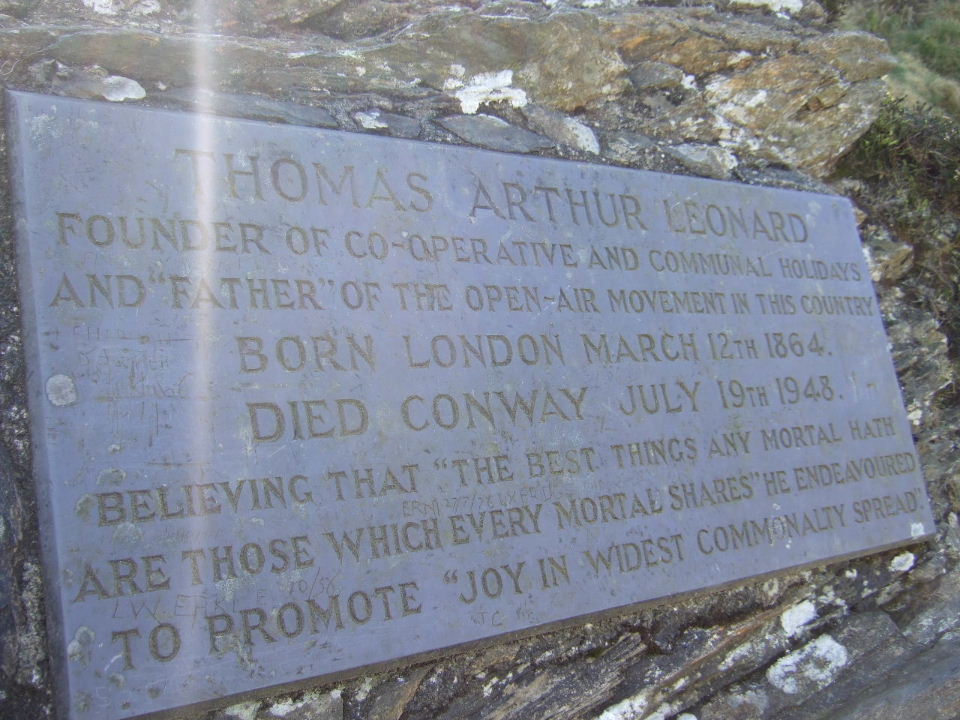 THOMAS ARTHUR LEONARD
FOUNDER OF CO-OPERATIVE AND COMMUNAL HOLIDAYS
AND "FATHER" OF THE OPEN-AIR MOVEMENT IN THIS COUNTRY
BORN LONDON MARCH 12TH 1864.
DIED CONWAY JULY 19TH 1948.
BELIEVING THAT "THE BEST THINGS ANY MORTAL HATH
ARE THOSE WHICH EVERY MORTAL SHARES" HE ENDEAVOURED
TO PROMOTE "JOY IN WIDEST COMMONALTY SPREAD".